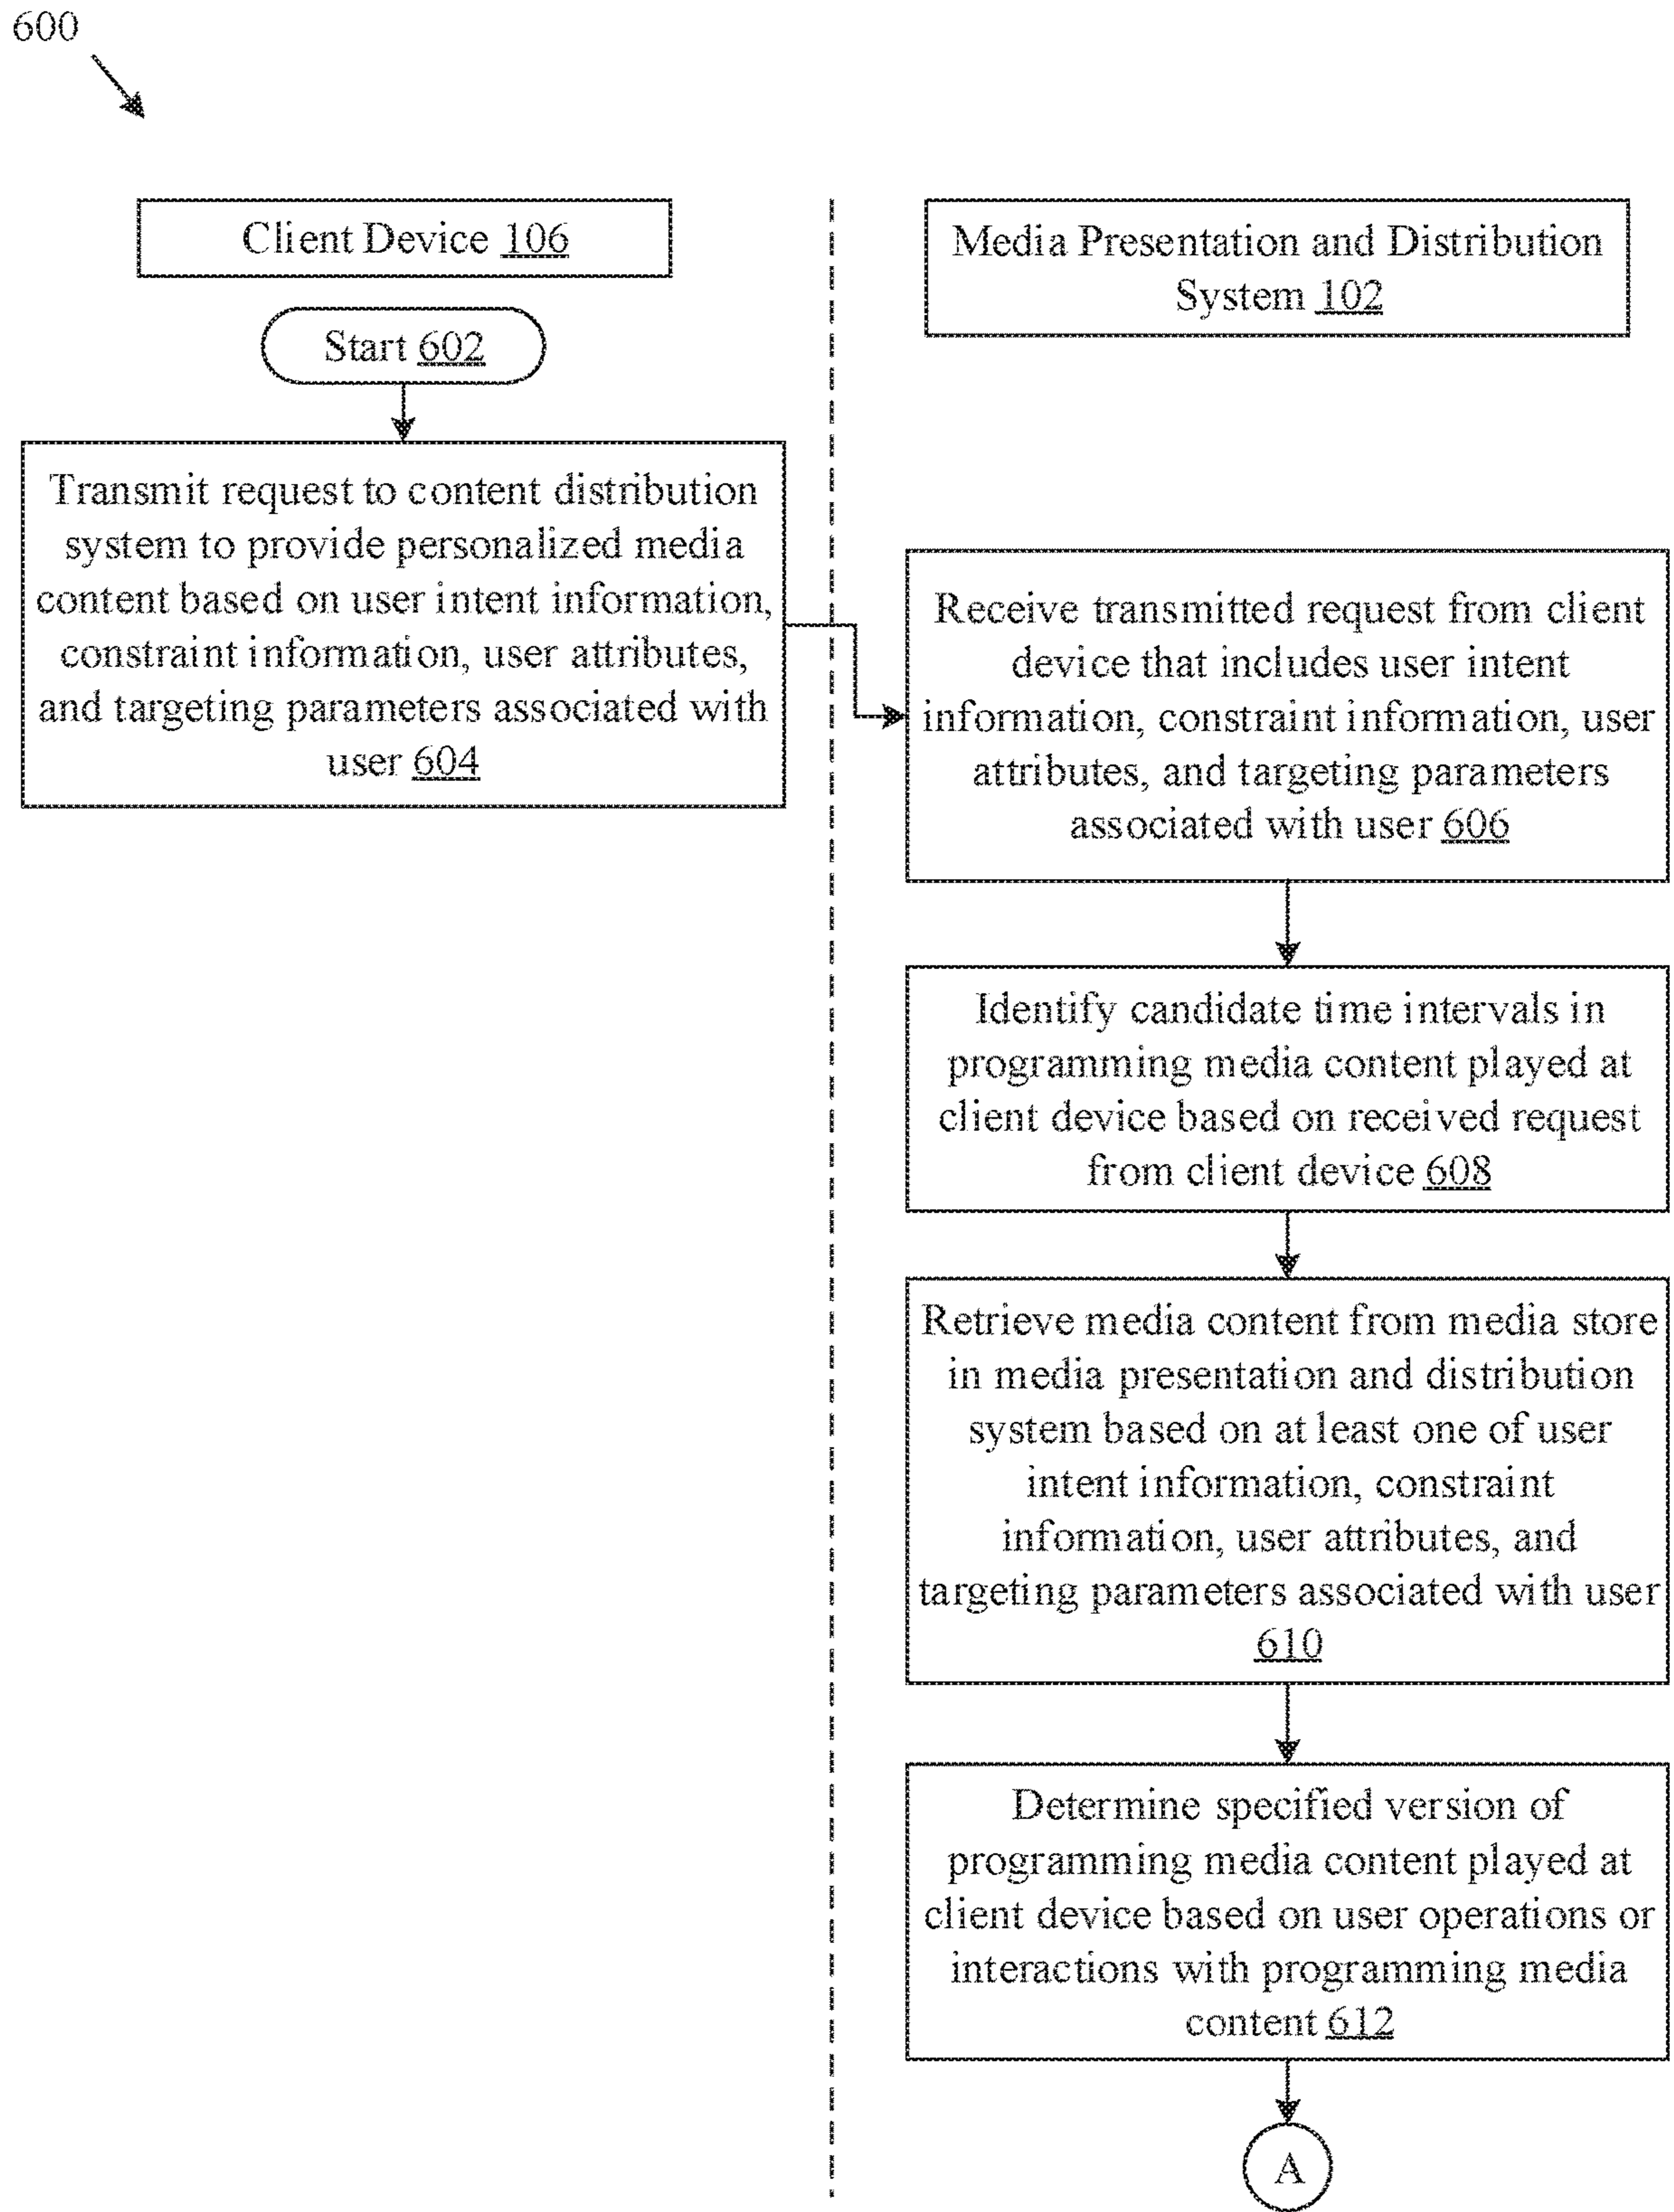 600
Client Device 106
Start 602
Transmit request to content distribution
system to provide personalized media
content based on user intent information,
constraint information, user attributes,
and targeting parameters associated with
user 604
Media Presentation and Distribution
System 102
Receive transmitted request from client
device that includes user intent
information, constraint information, user
attributes, and targeting parameters
associated with user 606
Identify candidate time intervals in
programming media content played at
client device based on received request
from client device 608
Retrieve media content from media store
in media presentation and distribution
system based on at least one of user
intent information, constraint
information, user attributes, and
targeting parameters associated with user
610
Determine specified version of
programming media content played at
client device based on user operations or
interactions with programming media
content 612
A